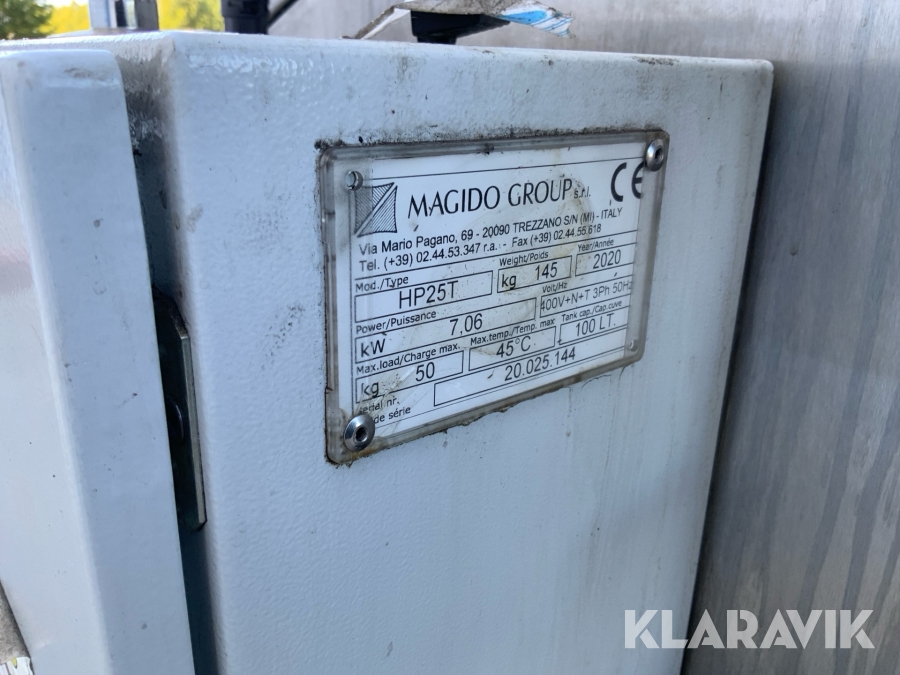 MAGIDO GROUP s.r.l. CE
Via Mario Pagano, 69 - 20090 TREZZANO S/N (MI) - ITALY
Tel. (+39) 02.44.53.347 r.a. - Fax (+39) 02.44.55.618
Mod./Type Weight/Poids Year/Année
HP25T kg 145 2020
Power/Puissance Volt/Hz
kW 7,06 400V+N+T 3Ph 50Hz
Max.load/Charge max. Max.temp./Temp. max Tank cap./Cap.cuve
kg 50 45°C 100 LT.
serial nr. 20.025.144
de série
KLARAVIK